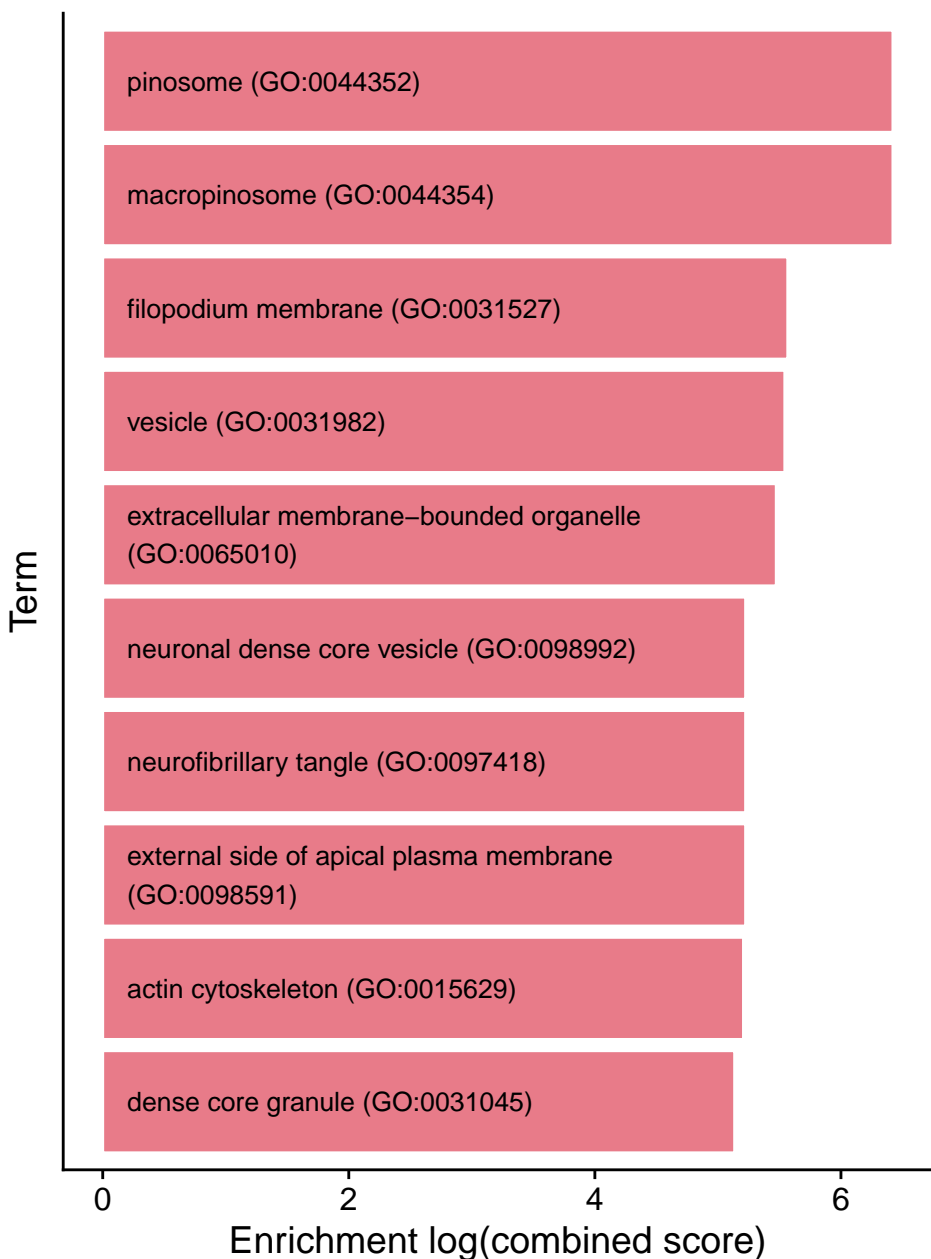 pinosome (GO:0044352)
macropinosome (GO:0044354)
filopodium membrane (GO:0031527)
vesicle (GO:0031982)
extracellular membrane−bounded organelle
(GO:0065010)
neuronal dense core vesicle (GO:0098992)
neurofibrillary tangle (GO:0097418)
external side of apical plasma membrane
(GO:0098591)
actin cytoskeleton (GO:0015629)
dense core granule (GO:0031045)
Term
0 2 4 6
Enrichment log(combined score)